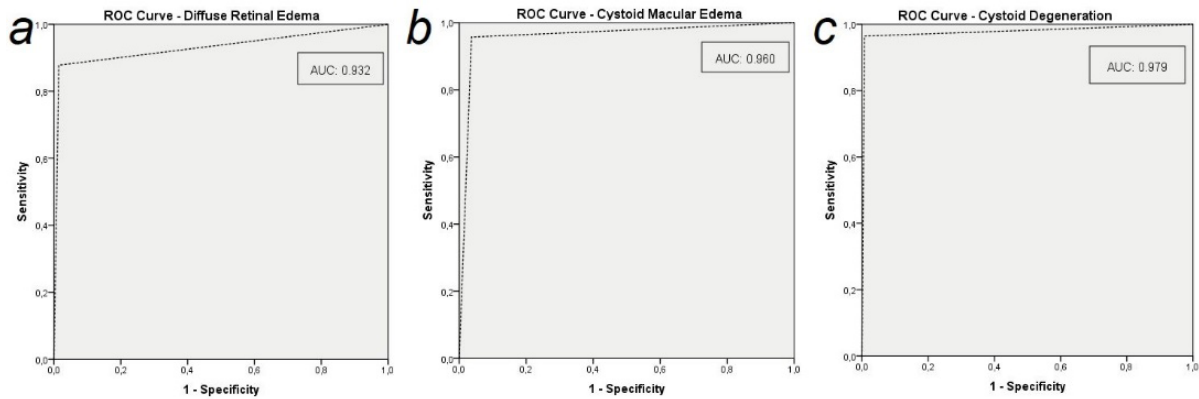 a
ROC Curve - Diffuse Retinal Edema
1,0
0,8
0,6
0,4
0,2
0,0
0,0 0,2 0,4 0,6 0,8 1,0
Sensitivity
1 - Specificity
AUC: 0.932
b
ROC Curve - Cystoid Macular Edema
1,0
0,8
0,6
0,4
0,2
0,0
0,0 0,2 0,4 0,6 0,8 1,0
Sensitivity
1 - Specificity
AUC: 0.960
c
ROC Curve - Cystoid Degeneration
1,0
0,8
0,6
0,4
0,2
0,0
0,0 0,2 0,4 0,6 0,8 1,0
Sensitivity
1 - Specificity
AUC: 0.979